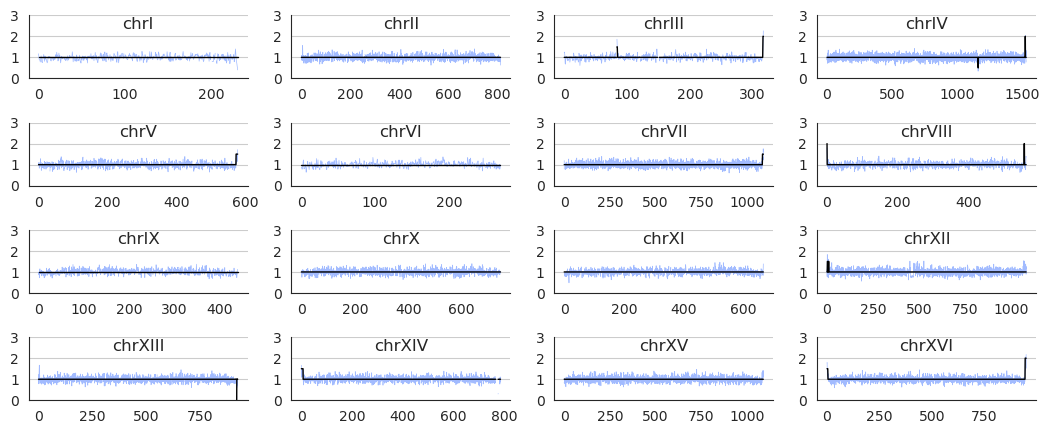 chrI chrII chrIII chrIV
3 3 3 3
2 2 2 2
1 1 1 1
0 0 0 0
0 100 200 0 200 400 600 800 0 100 200 300 0 500 1000 1500
chrV chrVI chrVII chrVIII
3 3 3 3
2 2 2 2
1 1 1 1
0 0 0 0
0 200 400 600 0 100 200 0 250 500 750 1000 0 200 400
chrIX chrX chrXI chrXII
3 3 3 3
2 2 2 2
1 1 1 1
0 0 0 0
0 100 200 300 400 0 200 400 600 0 200 400 600 0 250 500 750 1000
chrXIII chrXIV chrXV chrXVI
3 3 3 3
2 2 2 2
1 1 1 1
0 0 0 0
0 250 500 750 0 200 400 600 800 0 250 500 750 1000 0 250 500 750